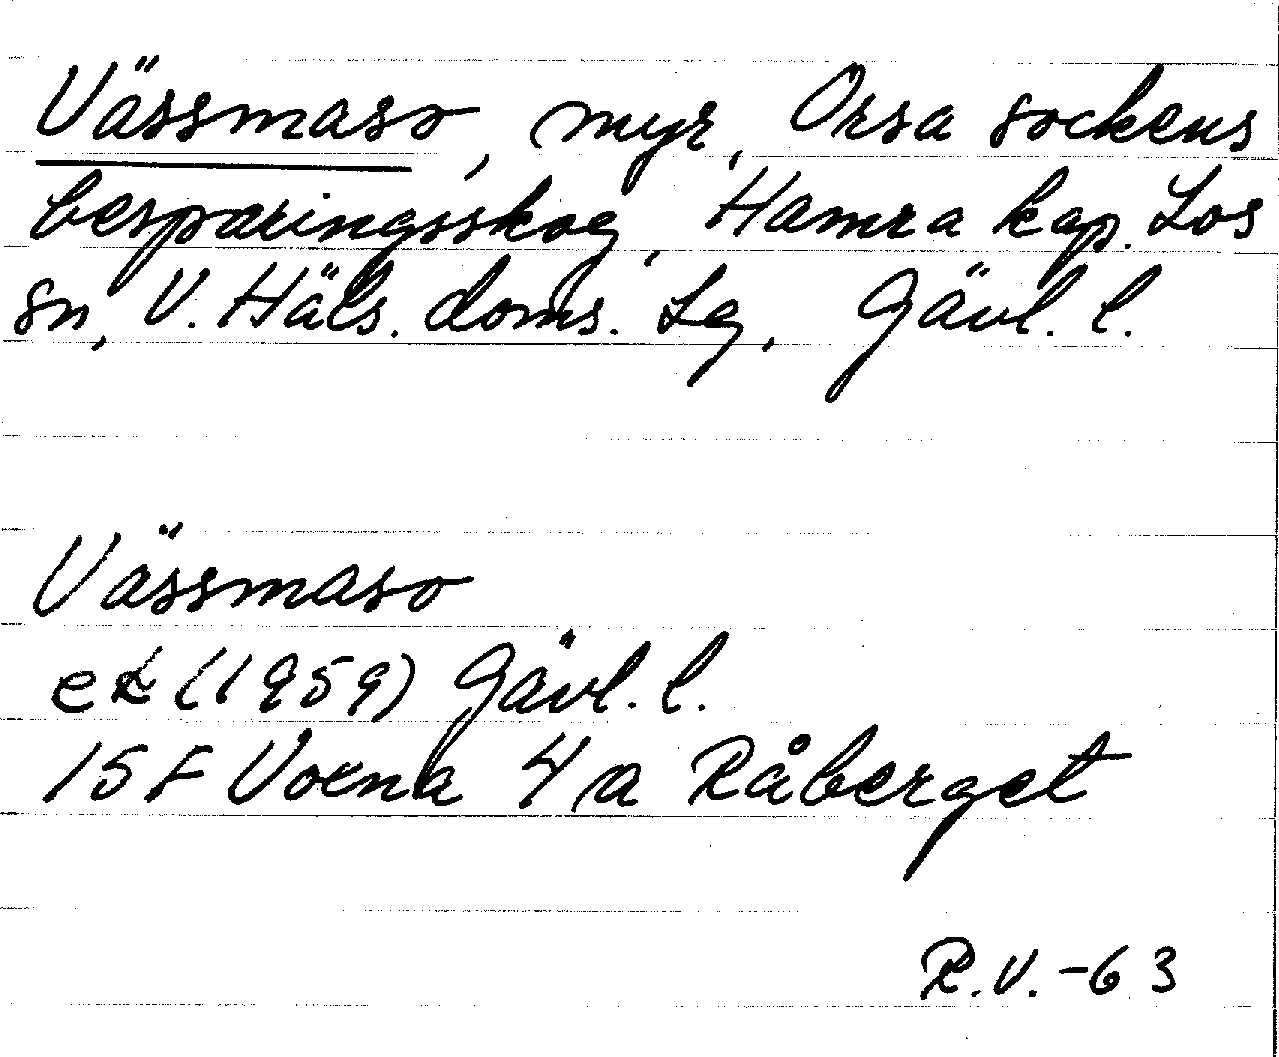 Vässmaso, myr, Orsa sockens
besparingsskog, Hamra kap. Los
sn, V. Häls. doms. Lg, Gävl. l.
Vässmaso
ek (1959) Gävl. l.
15 F Voxna 4 a Råberget
R.V. -63